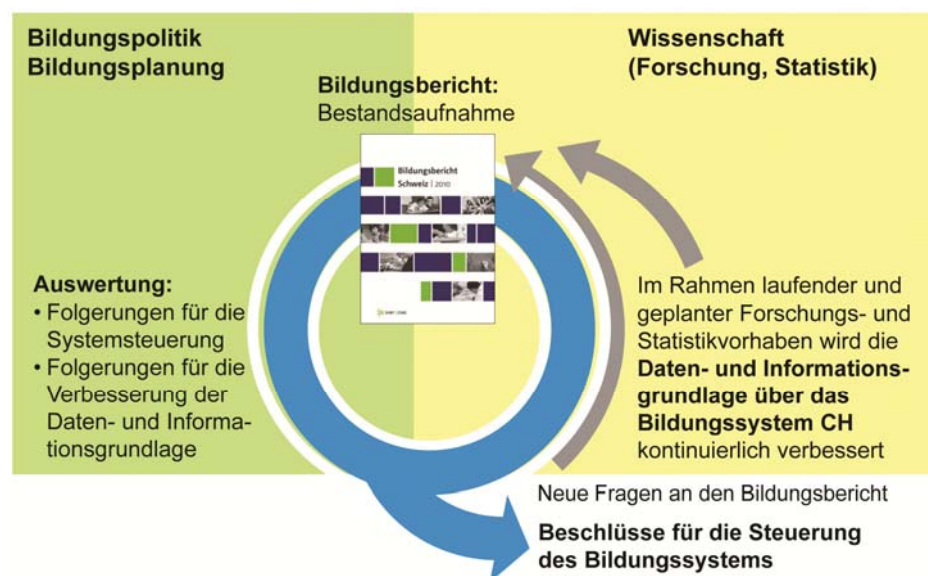 Bildungspolitik
Bildungsplanung
Wissenschaft
(Forschung, Statistik)
Bildungsbericht:
Bestandsaufnahme
Bildungsbericht
Schweiz | 2010
Auswertung:
• Folgerungen für die
Systemsteuerung
• Folgerungen für die
Verbesserung der
Daten- und Informa-
tionsgrundlage
Im Rahmen laufender und
geplanter Forschungs- und
Statistikvorhaben wird die
Daten- und Informations-
grundlage über das
Bildungssystem CH
kontinuierlich verbessert
Neue Fragen an den Bildungsbericht
Beschlüsse für die Steuerung
des Bildungssystems